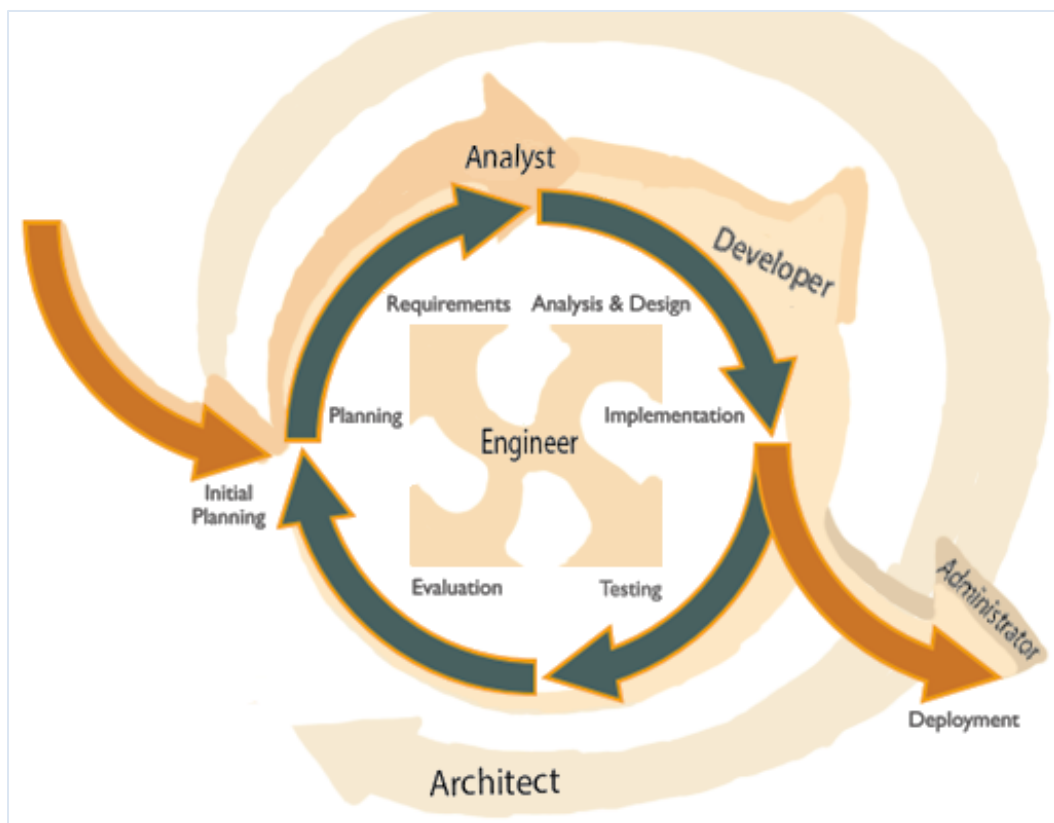 Analyst
Developer
Requirements
Analysis & Design
Planning
Implementation
Engineer
Initial
Planning
Evaluation
Testing
Administrator
Deployment
Architect